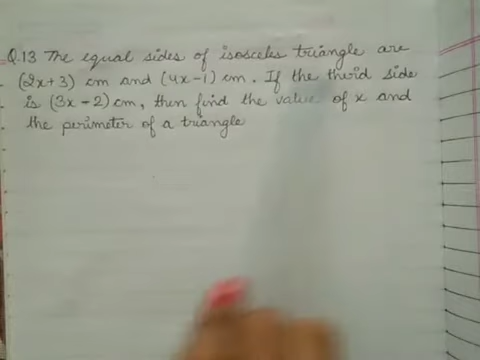 Q.13 The equal sides of isosceles triangle are
(2x+3) cm and (4x-1) cm. If the third side
is (3x-2) cm, then find the value of x and
the perimeter of a triangle